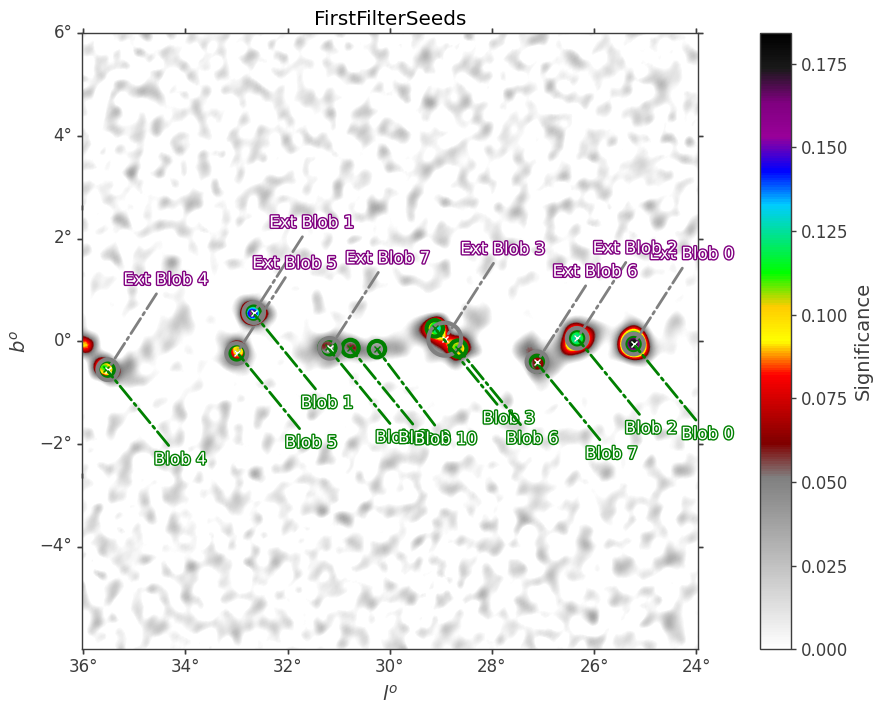 FirstFilterSeeds
6°
4°
2°
0°
−2°
−4°
b°
36°
34°
32°
30°
28°
26°
24°
l°
Ext Blob 1
Ext Blob 5
Ext Blob 7
Ext Blob 3
Ext Blob 2
Ext Blob 0
Ext Blob 6
Ext Blob 4
Blob 1
Blob 3
Blob 2
Blob 0
Blob 5
Blob 10
Blob 6
Blob 7
Blob 4
0.175
0.150
0.125
0.100
0.075
0.050
0.025
0.000
Significance